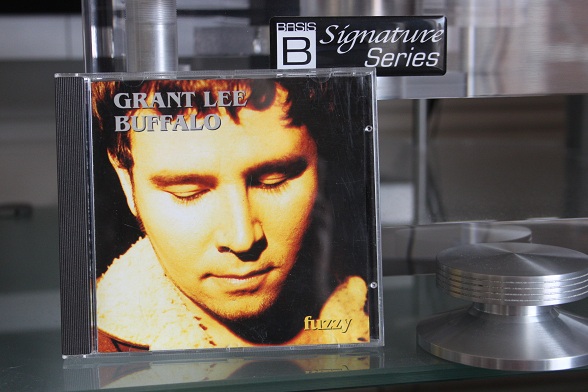 BASIS
B
Signature
Series
GRANT LEE
BUFFALO
fuzzy